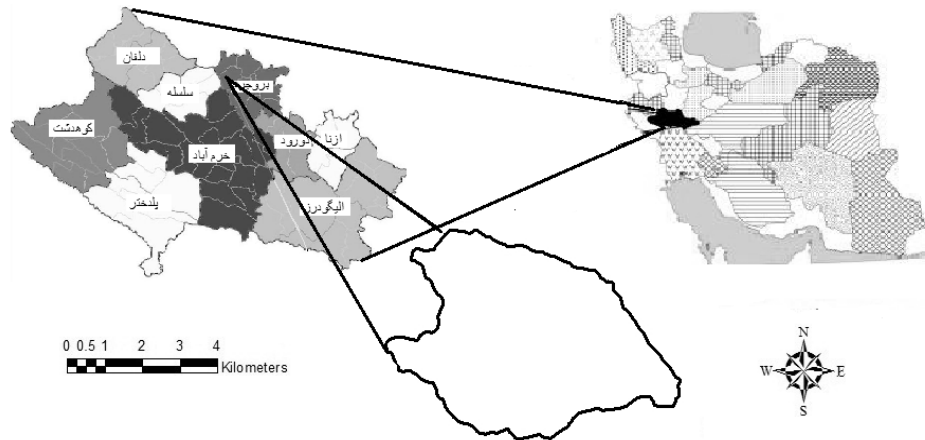 دلفان
سلسله
بروجرد
کوهدشت
خرم آباد
دورود
ازنا
پلدختر
الیگودرز
0 0.5 1 2 3 4
Kilometers
N
W E
S